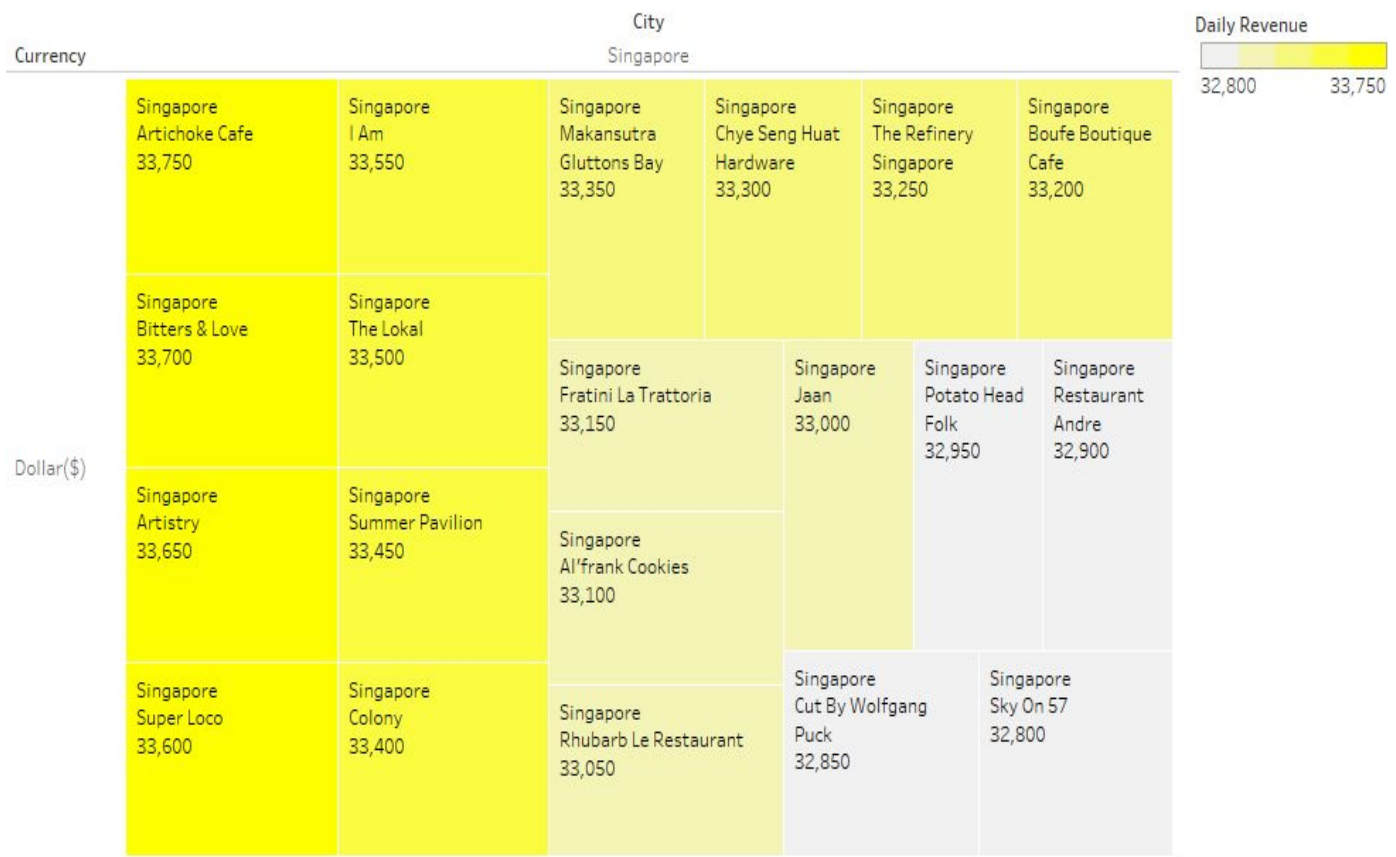 City
Currency
Singapore
Daily Revenue
32,800
33,750
Dollar($)
Singapore
Artichoke Cafe
33,750
Singapore
Bitters & Love
33,700
Singapore
Artistry
33,650
Singapore
Super Loco
33,600
Singapore
I Am
33,550
Singapore
The Lokal
33,500
Singapore
Summer Pavilion
33,450
Singapore
Colony
33,400
Singapore
Makansutra
Gluttons Bay
33,350
Singapore
Chye Seng Huat
Hardware
33,300
Singapore
The Refinery
Singapore
33,250
Singapore
Boufe Boutique
Cafe
33,200
Singapore
Fratini La Trattoria
33,150
Singapore
Al'frank Cookies
33,100
Singapore
Rhubarb Le Restaurant
33,050
Singapore
Jaan
33,000
Singapore
Potato Head
Folk
32,950
Singapore
Restaurant
Andre
32,900
Singapore
Cut By Wolfgang
Puck
32,850
Singapore
Sky On 57
32,800